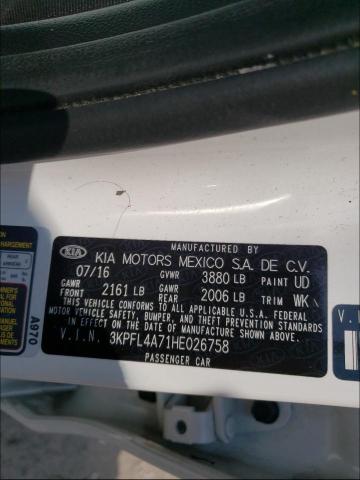 MANUFACTURED BY
KIA KIA MOTORS MEXICO S.A. DE C.V.
07/16 GVWR 3880 LB PAINT UD
GAWR FRONT 2161 LB GAWR REAR 2006 LB TRIM WK
THIS VEHICLE CONFORMS TO ALL APPLICABLE U.S.A. FEDERAL
MOTOR VEHICLE SAFETY, BUMPER, AND THEFT PREVENTION STANDARDS
IN EFFECT ON THE DATE OF MANUFACTURE SHOWN ABOVE.
V.I.N. 3KPFL4A71HE026758
PASSENGER CAR
A970
V.I.